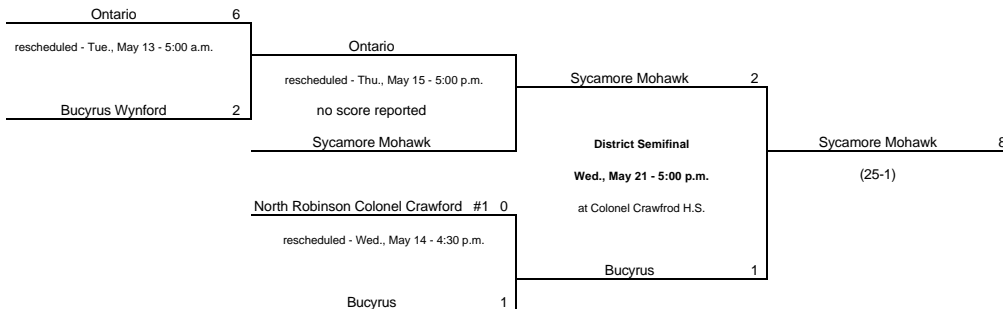 Ontario 6
rescheduled - Tue., May 13 - 5:00 a.m.
Bucyrus Wynford 2
Ontario
rescheduled - Thu., May 15 - 5:00 p.m.
no score reported
Sycamore Mohawk
Sycamore Mohawk 2
District Semifinal
Wed., May 21 - 5:00 p.m.
at Colonel Crawfrod H.S.
Sycamore Mohawk 8
(25-1)
North Robinson Colonel Crawford #1 0
rescheduled - Wed., May 14 - 4:30 p.m.
Bucyrus 1
Bucyrus 1